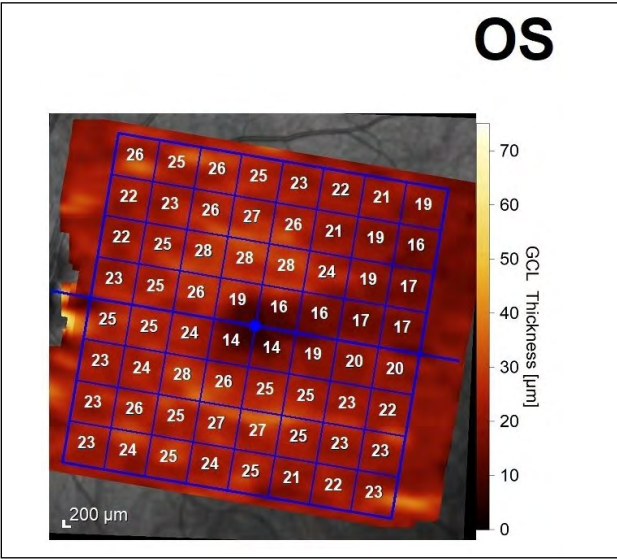 OS
26 25 26 25 23 22 21 19
22 23 26 27 26 21 19 16
22 25 28 28 28 24 19 17
23 25 26 19 16 16 17 17
25 25 24 14 14 19 20 20
23 24 28 26 25 25 23 22
23 26 25 27 27 25 23 23
23 24 25 24 25 21 22 23
200 µm
70
60
50
40
30
20
10
0
GCL Thickness [µm]